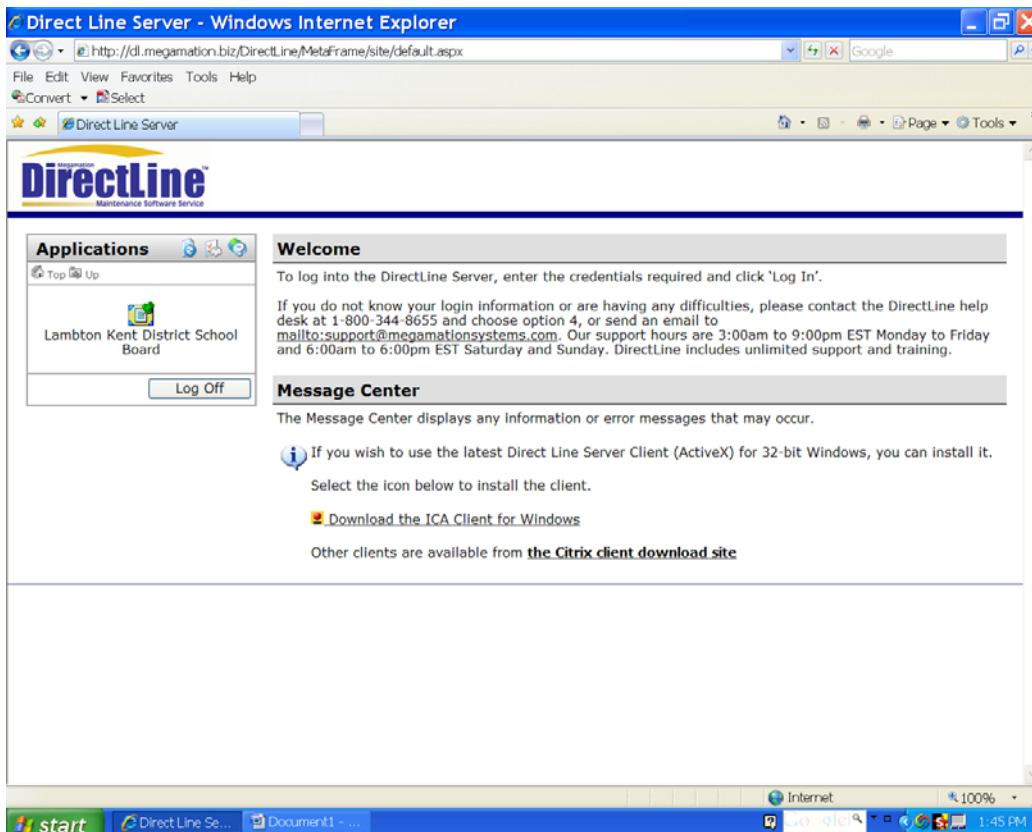 Direct Line Server - Windows Internet Explorer
http://dl.megamation.biz/DirectLine/MetaFrame/site/default.aspx
Google
File Edit View Favorites Tools Help
Convert Select
Direct Line Server
Page Tools
Megamation
DirectLine™
Maintenance Software Service
Applications
Top Up
Lambton Kent District School
Board
Log Off
Welcome
To log into the DirectLine Server, enter the credentials required and click 'Log In'.
If you do not know your login information or are having any difficulties, please contact the DirectLine help
desk at 1-800-344-8655 and choose option 4, or send an email to
mailto:support@megamationsystems.com. Our support hours are 3:00am to 9:00pm EST Monday to Friday
and 6:00am to 6:00pm EST Saturday and Sunday. DirectLine includes unlimited support and training.
Message Center
The Message Center displays any information or error messages that may occur.
If you wish to use the latest Direct Line Server Client (ActiveX) for 32-bit Windows, you can install it.
Select the icon below to install the client.
Download the ICA Client for Windows
Other clients are available from the Citrix client download site
Internet
100%
start
Direct Line Se...
Document1 - ...
Google
1:45 PM